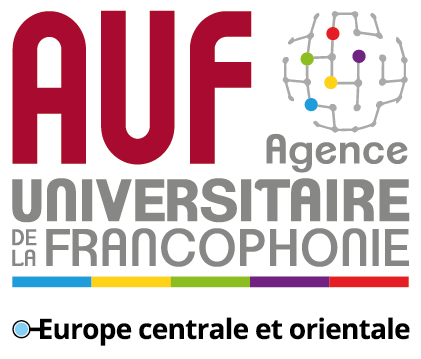 AUF
Agence
UNIVERSITAIRE
DE LA FRANCOPHONIE
Europe centrale et orientale